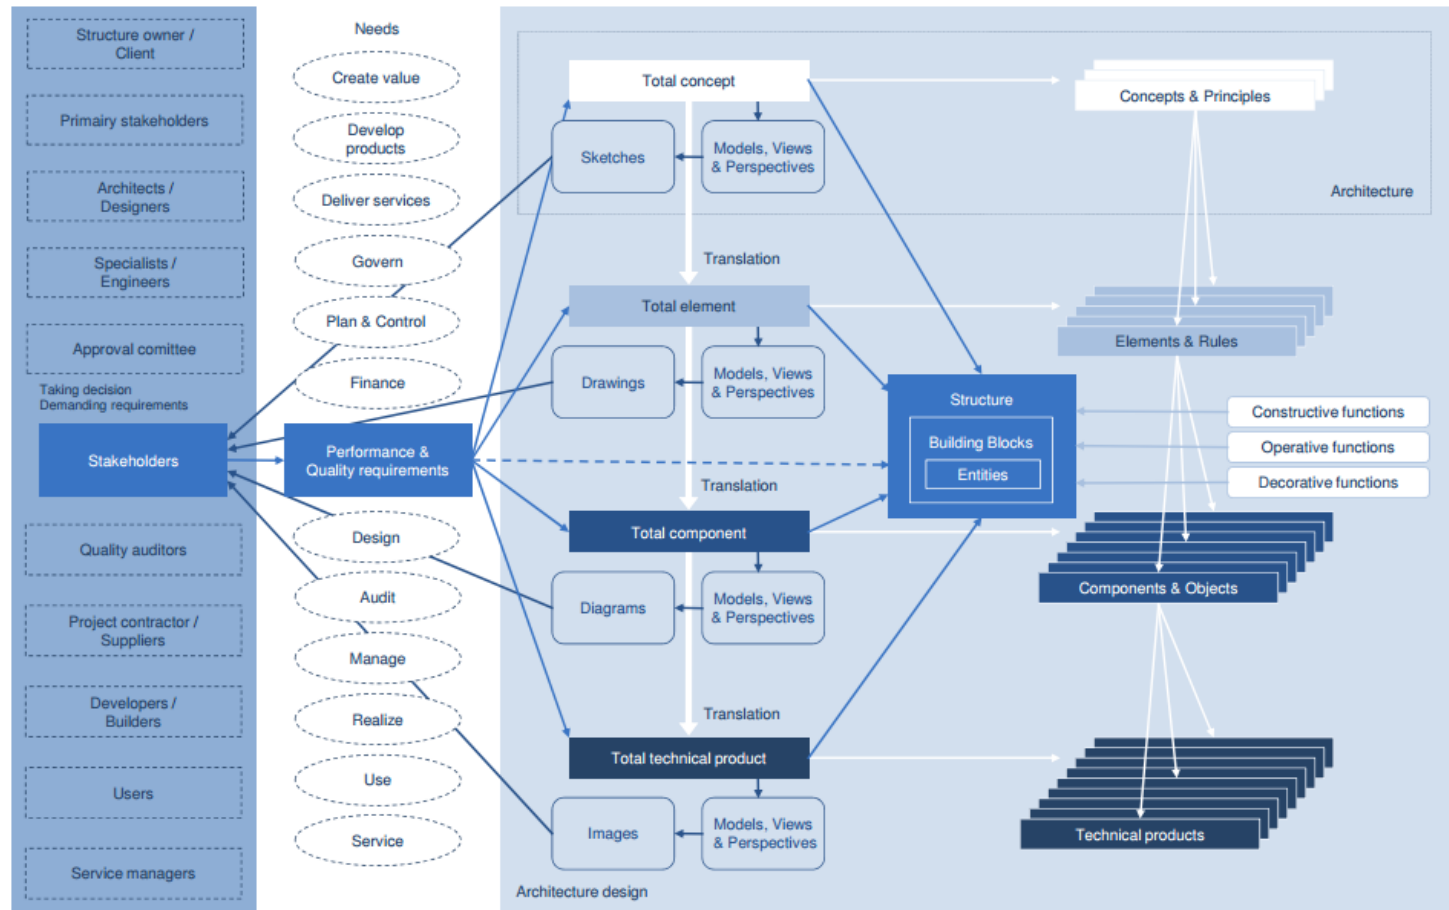 Structure owner /
Client
Primairy stakeholders
Architects /
Designers
Specialists /
Engineers
Approval comittee
Taking decision
Demanding requirements
Stakeholders
Quality auditors
Project contractor /
Suppliers
Developers /
Builders
Users
Service managers
Needs
Create value
Develop
products
Deliver services
Govern
Plan & Control
Finance
Performance &
Quality requirements
Design
Audit
Manage
Realize
Use
Service
Total concept
Sketches
Models, Views
& Perspectives
Translation
Total element
Drawings
Models, Views
& Perspectives
Translation
Total component
Diagrams
Models, Views
& Perspectives
Translation
Total technical product
Images
Models, Views
& Perspectives
Architecture design
Structure
Building Blocks
Entities
Concepts & Principles
Architecture
Elements & Rules
Constructive functions
Operative functions
Decorative functions
Components & Objects
Technical products